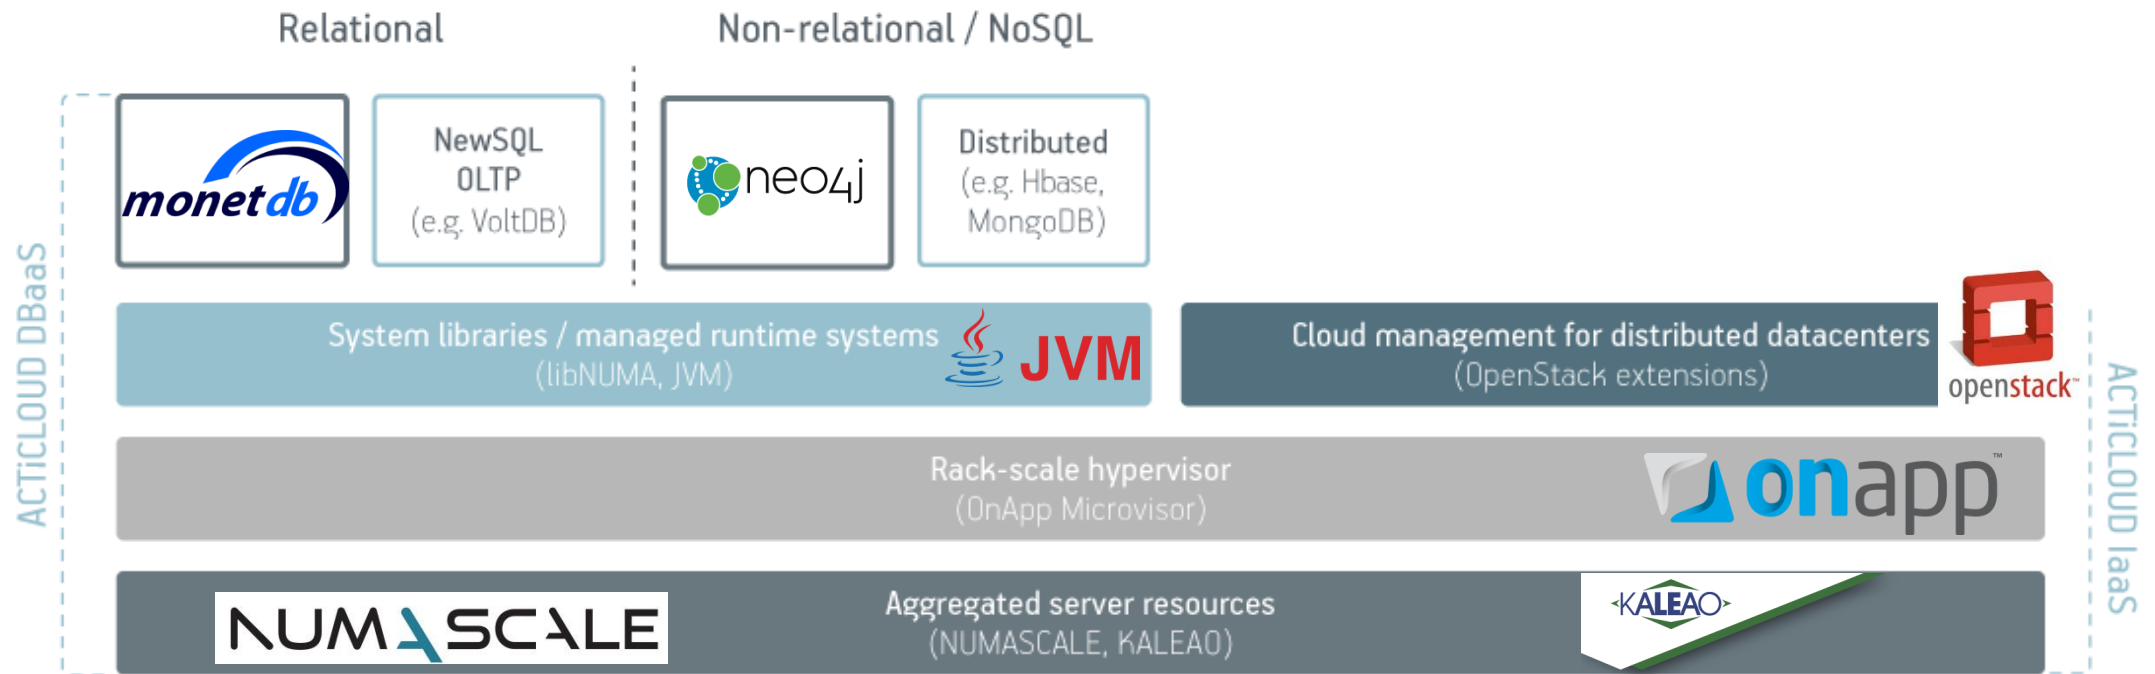 Relational
Non-relational / NoSQL
monetdb
NewSQL
OLTP
(e.g. VoltDB)
neo4j
Distributed
(e.g. Hbase,
MongoDB)
ACTiCLOUD DBaaS
System libraries / managed runtime systems
(libNUMA, JVM)
JVM
Cloud management for distributed datacenters
(OpenStack extensions)
openstack™
ACTiCLOUD IaaS
Rack-scale hypervisor
(OnApp Microvisor)
onapp™
NUMASCALE
Aggregated server resources
(NUMASCALE, KALEAO)
KALEAO